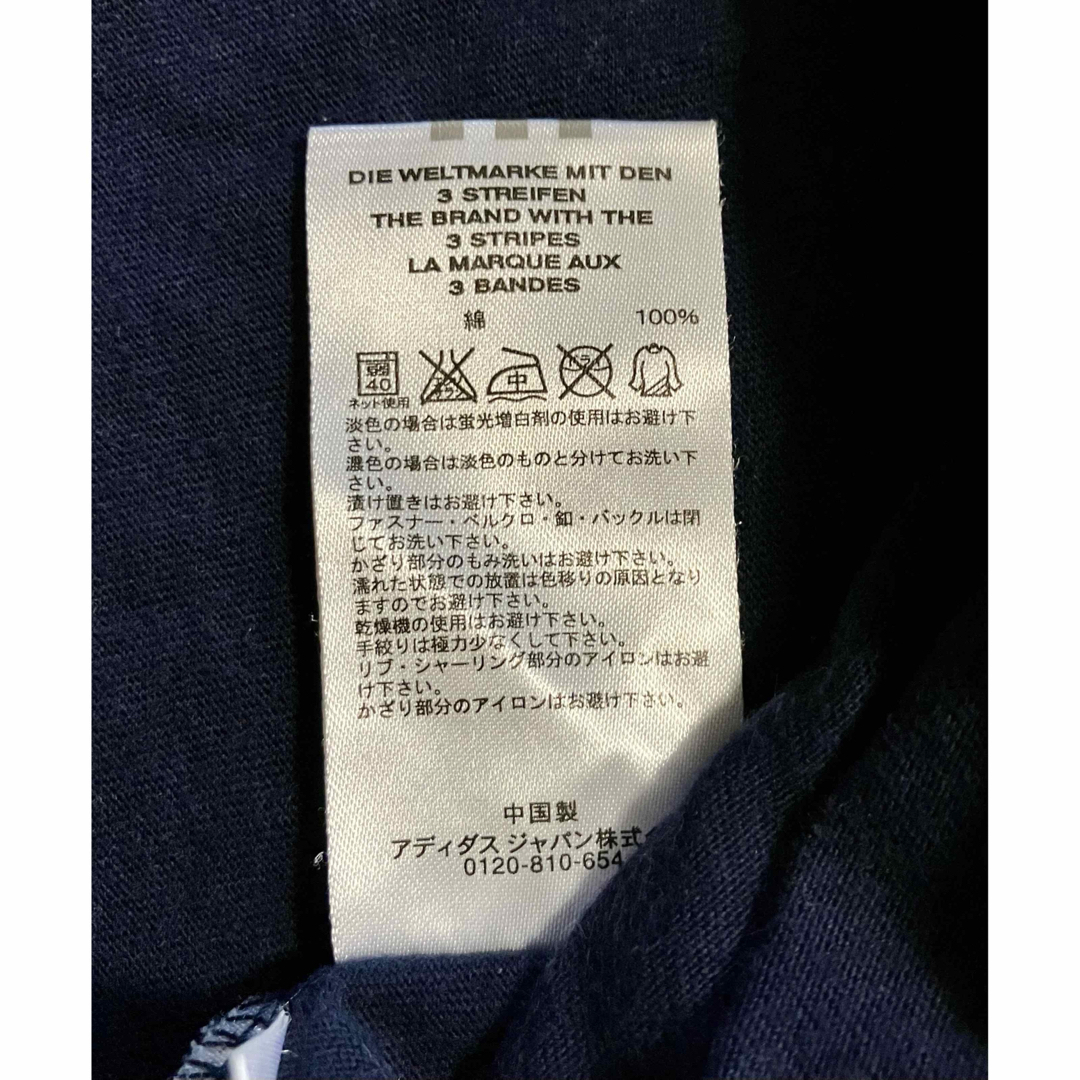 DIE WELTMARKE MIT DEN
3 STREIFEN
THE BRAND WITH THE
3 STRIPES
LA MARQUE AUX
3 BANDES
綿 100%
40 中
ネット使用
淡色の場合は蛍光増白剤の使用はお避け下
さい。
濃色の場合は淡色のものと分けてお洗い下
さい。
漬け置きはお避け下さい。
ファスナー・ベルクロ・釦・バックルは閉
じてお洗い下さい。
かざり部分のもみ洗いはお避け下さい。
濡れた状態での放置は色移りの原因となり
ますのでお避け下さい。
乾燥機の使用はお避け下さい。
手絞りは極力少なくして下さい。
リブ・シャーリング部分のアイロンはお避
け下さい。
かざり部分のアイロンはお避け下さい。
中国製
アディダス ジャパン株式
0120-810-654